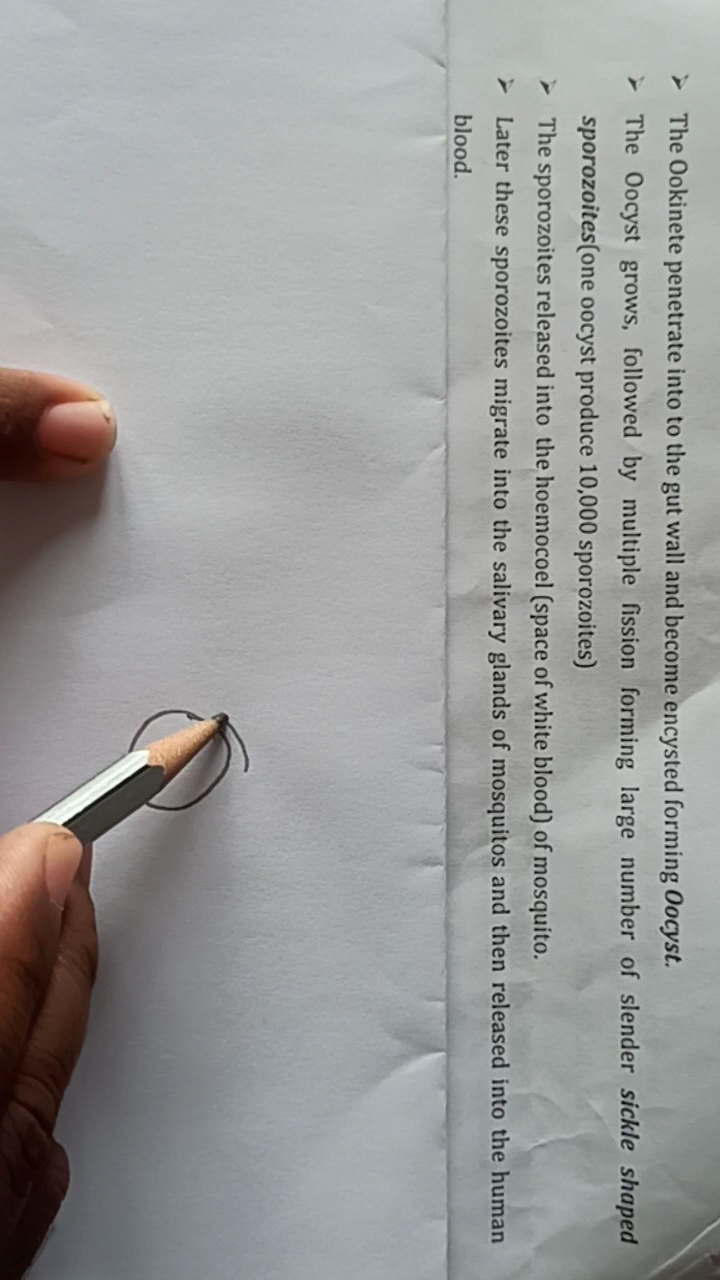 ➤ The Ookinete penetrate into to the gut wall and become encysted forming Oocyst.
➤ The Oocyst grows, followed by multiple fission forming large number of slender sickle shaped
sporozoites(one oocyst produce 10,000 sporozoites)
➤ The sporozoites released into the hoemocoel (space of white blood) of mosquito.
➤ Later these sporozoites migrate into the salivary glands of mosquitos and then released into the human
blood.